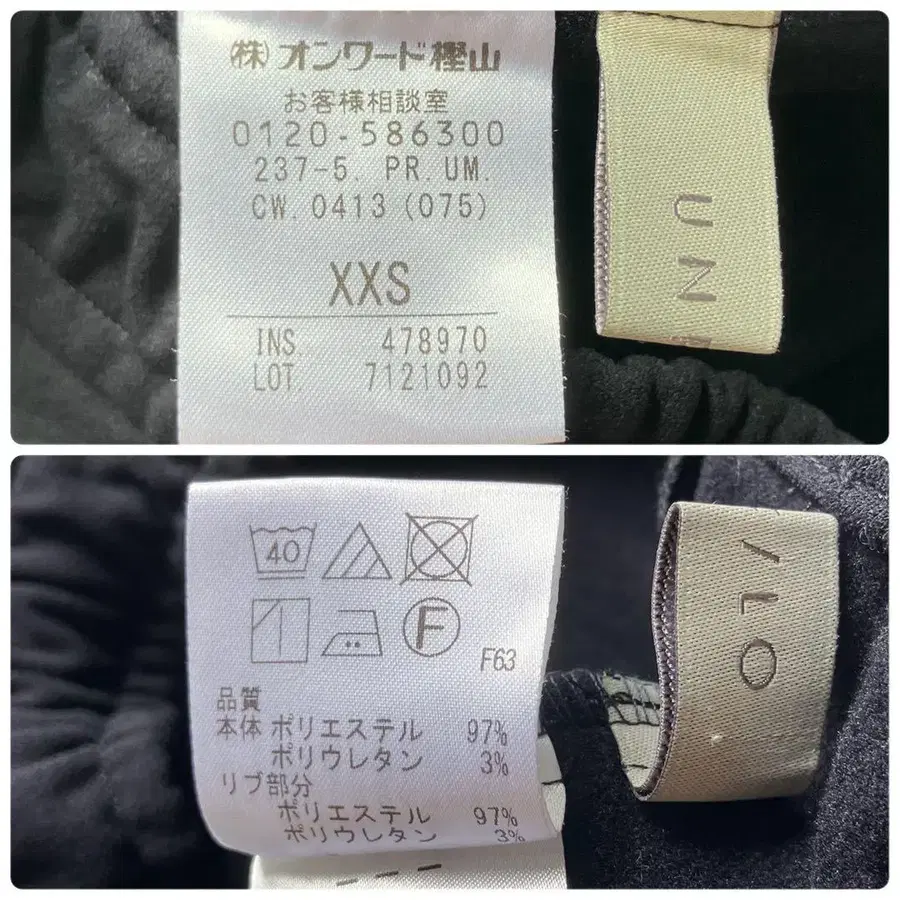 (株)オンワード樫山
お客様相談室
0120-586300
237-5. PR. UM.
CW. 0413 (075)
XXS
INS. 478970
LOT 7121092
UN
40
F
F63
品質
本体 ポリエステル 97%
ポリウレタン 3%
リブ部分
ポリエステル 97%
ポリウレタン 3%
/LO